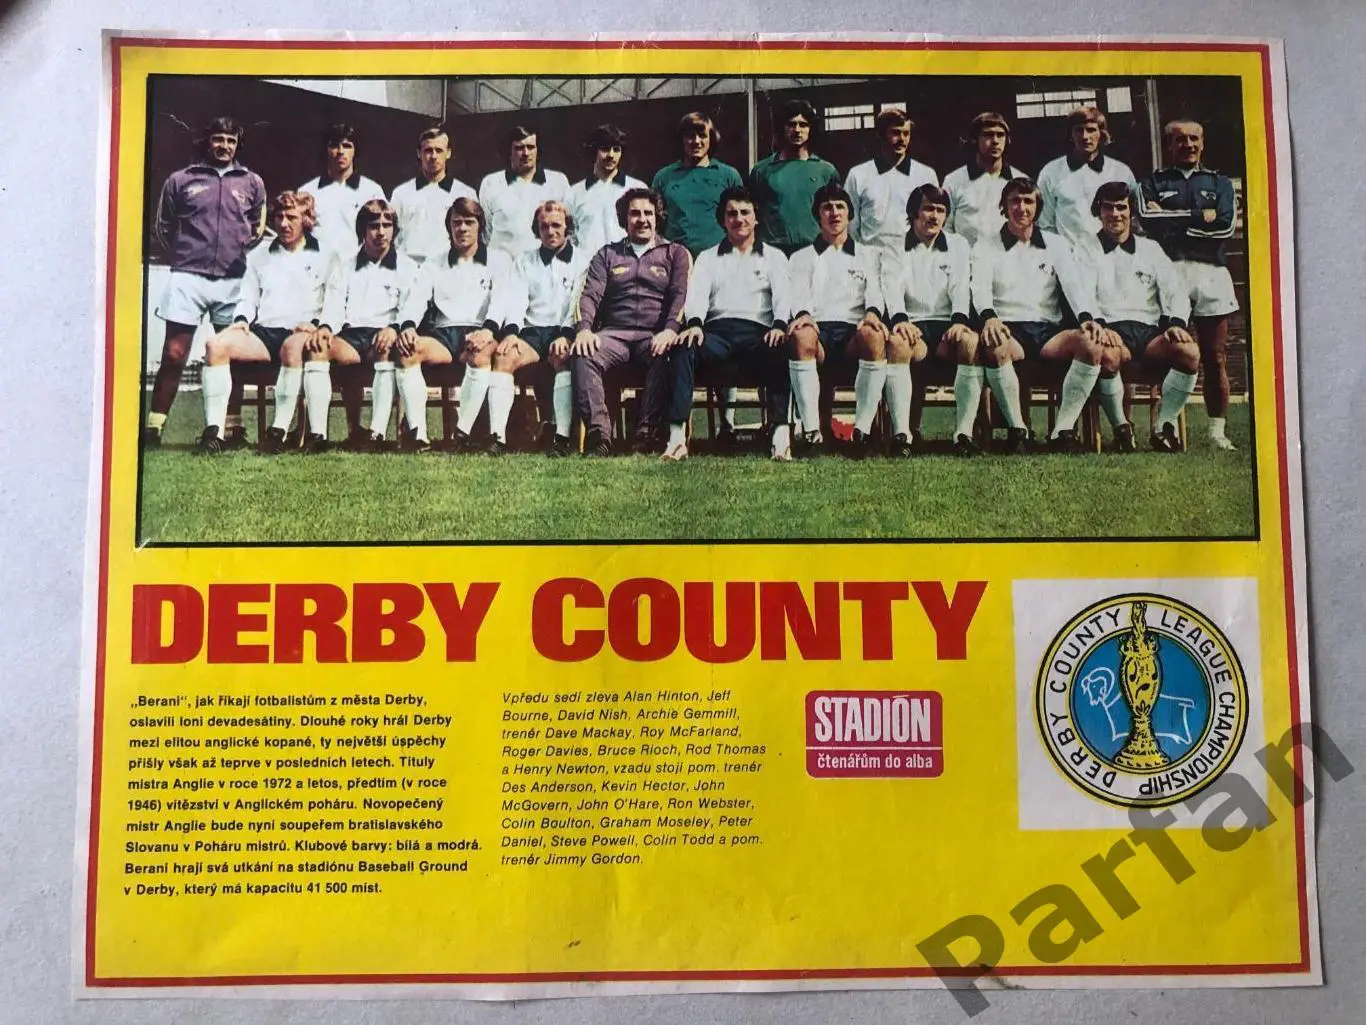 DERBY COUNTY
„Berani", jak říkají fotbalistům z města Derby,
oslavili loni devadesátiny. Dlouhé roky hrál Derby
mezi elitou anglické kopané, ty největší úspěchy
přišly však až teprve v posledních letech. Tituly
mistra Anglie v roce 1972 a letos, předtím (v roce
1946) vítězství v Anglickém poháru. Novopečený
mistr Anglie bude nyní soupeřem bratislavského
Slovanu v Poháru mistrů. Klubové barvy: bílá a modrá.
Berani hrají svá utkání na stadiónu Baseball Ground
v Derby, který má kapacitu 41 500 míst.
Vpředu sedí zleva Alan Hinton, Jeff
Bourne, David Nish, Archie Gemmill,
trenér Dave Mackay, Roy McFarland,
Roger Davies, Bruce Rioch, Rod Thomas
a Henry Newton, vzadu stojí pom. trenér
Des Anderson, Kevin Hector, John
McGovern, John O'Hare, Ron Webster,
Colin Boulton, Graham Moseley, Peter
Daniel, Steve Powell, Colin Todd a pom.
trenér Jimmy Gordon.
STADIÓN
čtenářům do alba
DERBY COUNTY LEAGUE CHAMPIONSHIP
Parfan